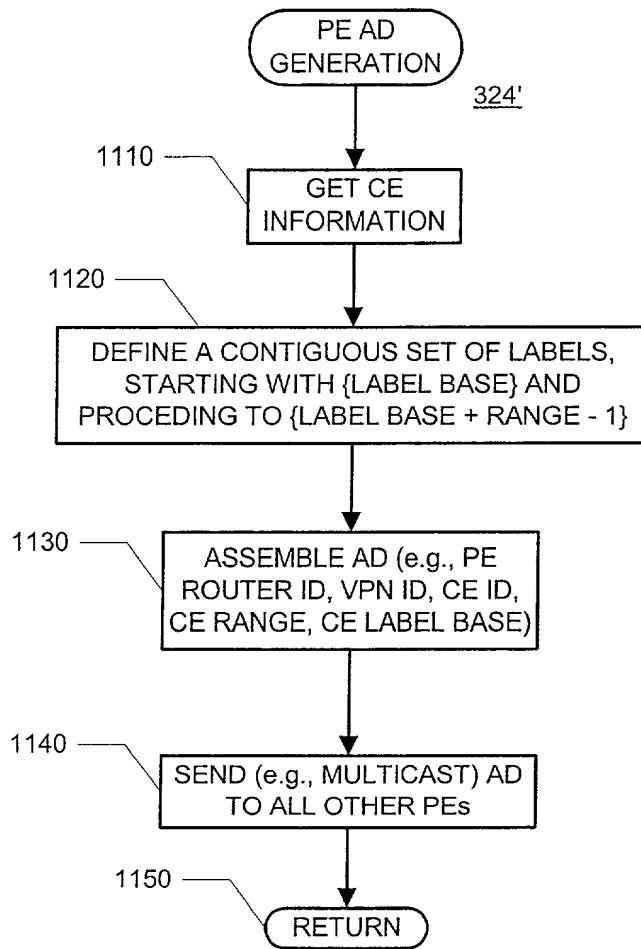 PE AD
GENERATION
324'
1110
GET CE
INFORMATION
1120
DEFINE A CONTIGUOUS SET OF LABELS,
STARTING WITH {LABEL BASE} AND
PROCEDING TO {LABEL BASE + RANGE - 1}
1130
ASSEMBLE AD (e.g., PE
ROUTER ID, VPN ID, CE ID,
CE RANGE, CE LABEL BASE)
1140
SEND (e.g., MULTICAST) AD
TO ALL OTHER PEs
1150
RETURN